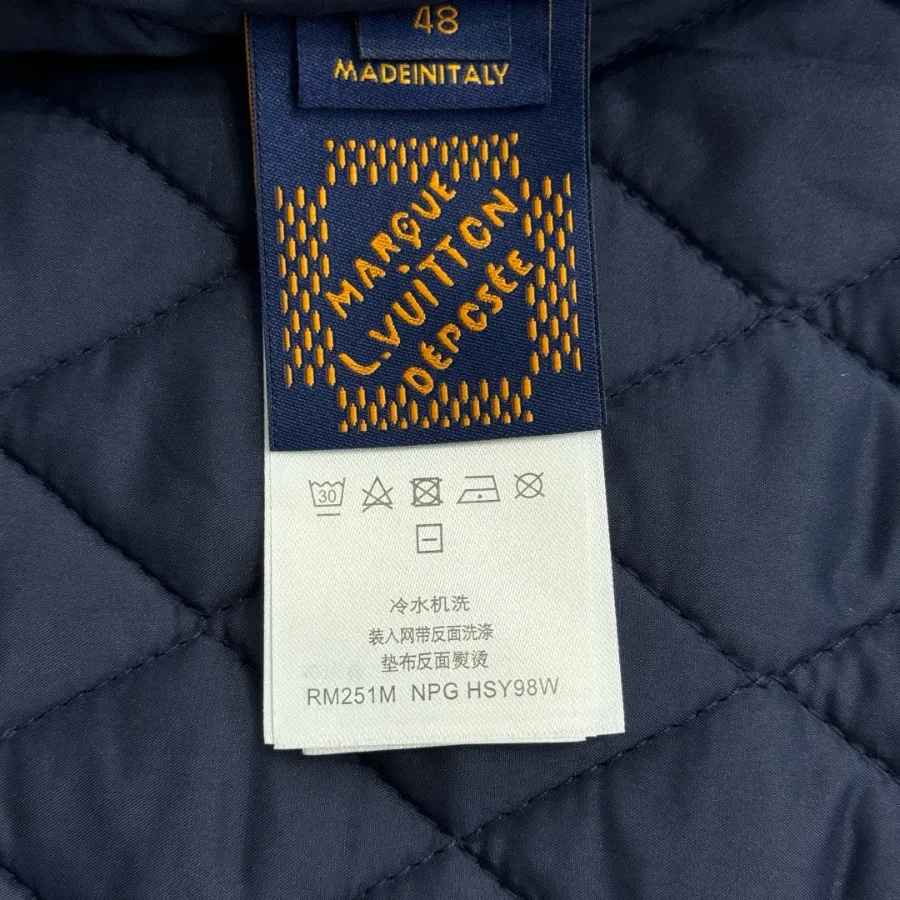 48
MADEINITALY
MARQUE
L.VUITTON
DÉPOSÉE
30
冷水机洗
装入网带反面洗涤
垫布反面熨烫
RM251M NPG HSY98W